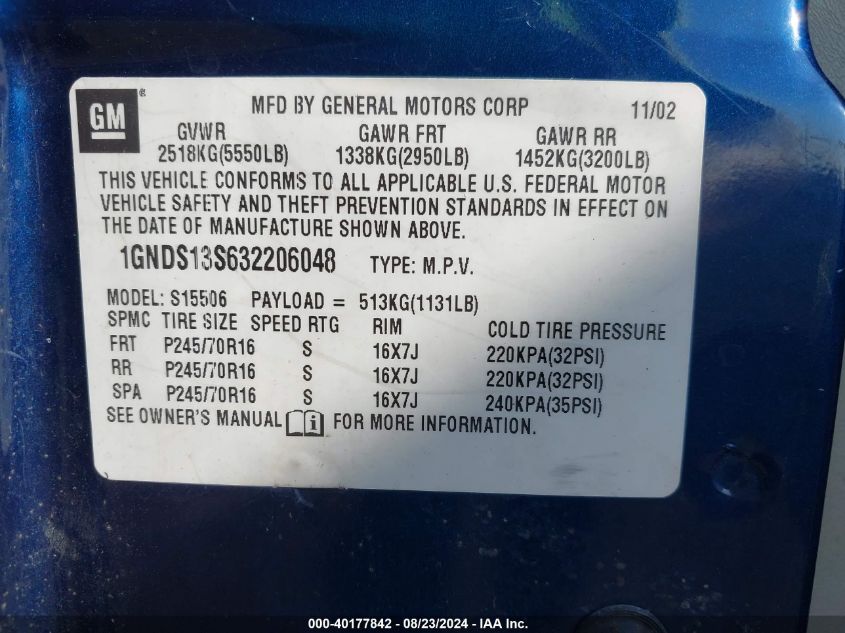 GM ®
MFD BY GENERAL MOTORS CORP 11/02
GVWR GAWR FRT GAWR RR
2518KG(5550LB) 1338KG(2950LB) 1452KG(3200LB)
THIS VEHICLE CONFORMS TO ALL APPLICABLE U.S. FEDERAL MOTOR
VEHICLE SAFETY AND THEFT PREVENTION STANDARDS IN EFFECT ON
THE DATE OF MANUFACTURE SHOWN ABOVE.
1GNDS13S632206048 TYPE: M.P.V.
MODEL: S15506 PAYLOAD = 513KG(1131LB)
SPMC TIRE SIZE SPEED RTG RIM COLD TIRE PRESSURE
FRT P245/70R16 S 16X7J 220KPA(32PSI)
RR P245/70R16 S 16X7J 220KPA(32PSI)
SPA P245/70R16 S 16X7J 240KPA(35PSI)
SEE OWNER'S MANUAL i FOR MORE INFORMATION.
000-40177842 - 08/23/2024 - IMPACT AUTO AUCTIONS - COPYRIGHT